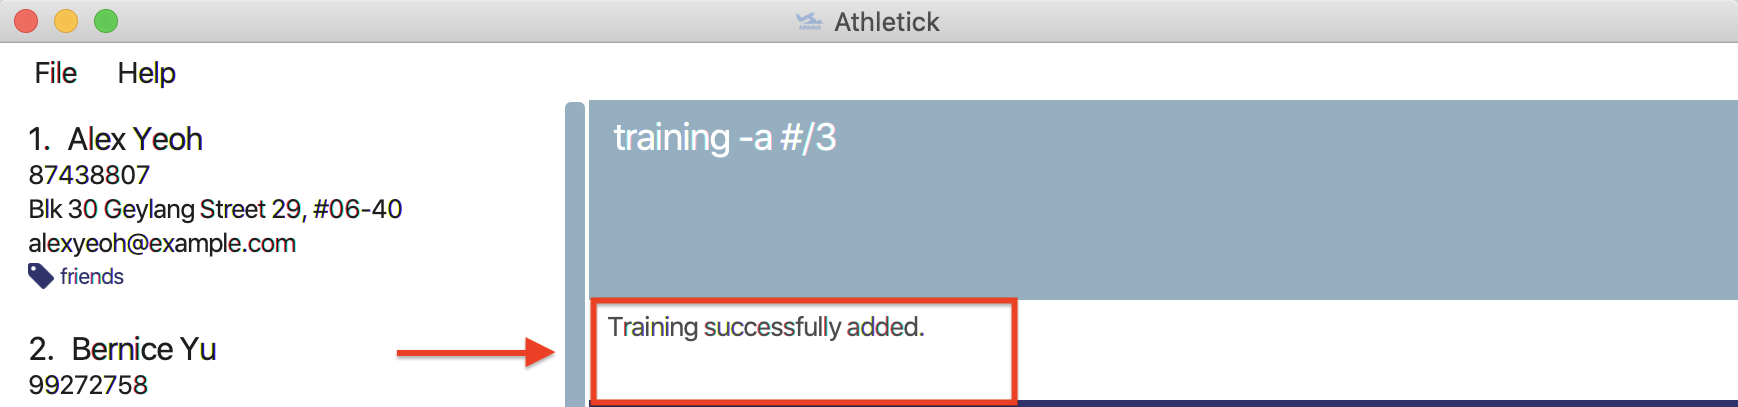 Athletick
File Help
1. Alex Yeoh
87438807
Blk 30 Geylang Street 29, #06-40
alexyeoh@example.com
friends
2. Bernice Yu
99272758
training -a #/3
Training successfully added.